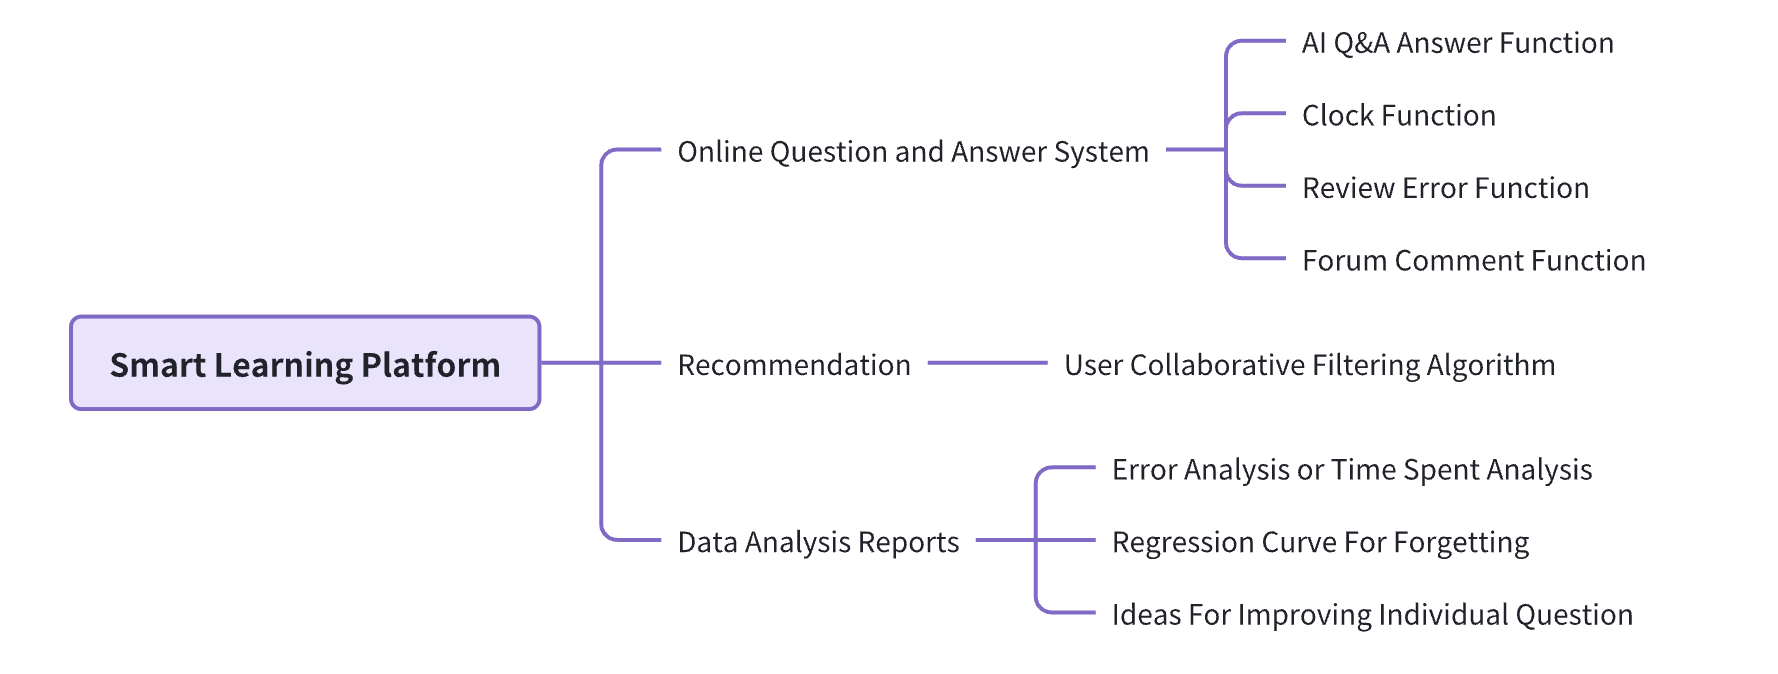 Smart Learning Platform
Online Question and Answer System
AI Q&A Answer Function
Clock Function
Review Error Function
Forum Comment Function
Recommendation
User Collaborative Filtering Algorithm
Data Analysis Reports
Error Analysis or Time Spent Analysis
Regression Curve For Forgetting
Ideas For Improving Individual Question